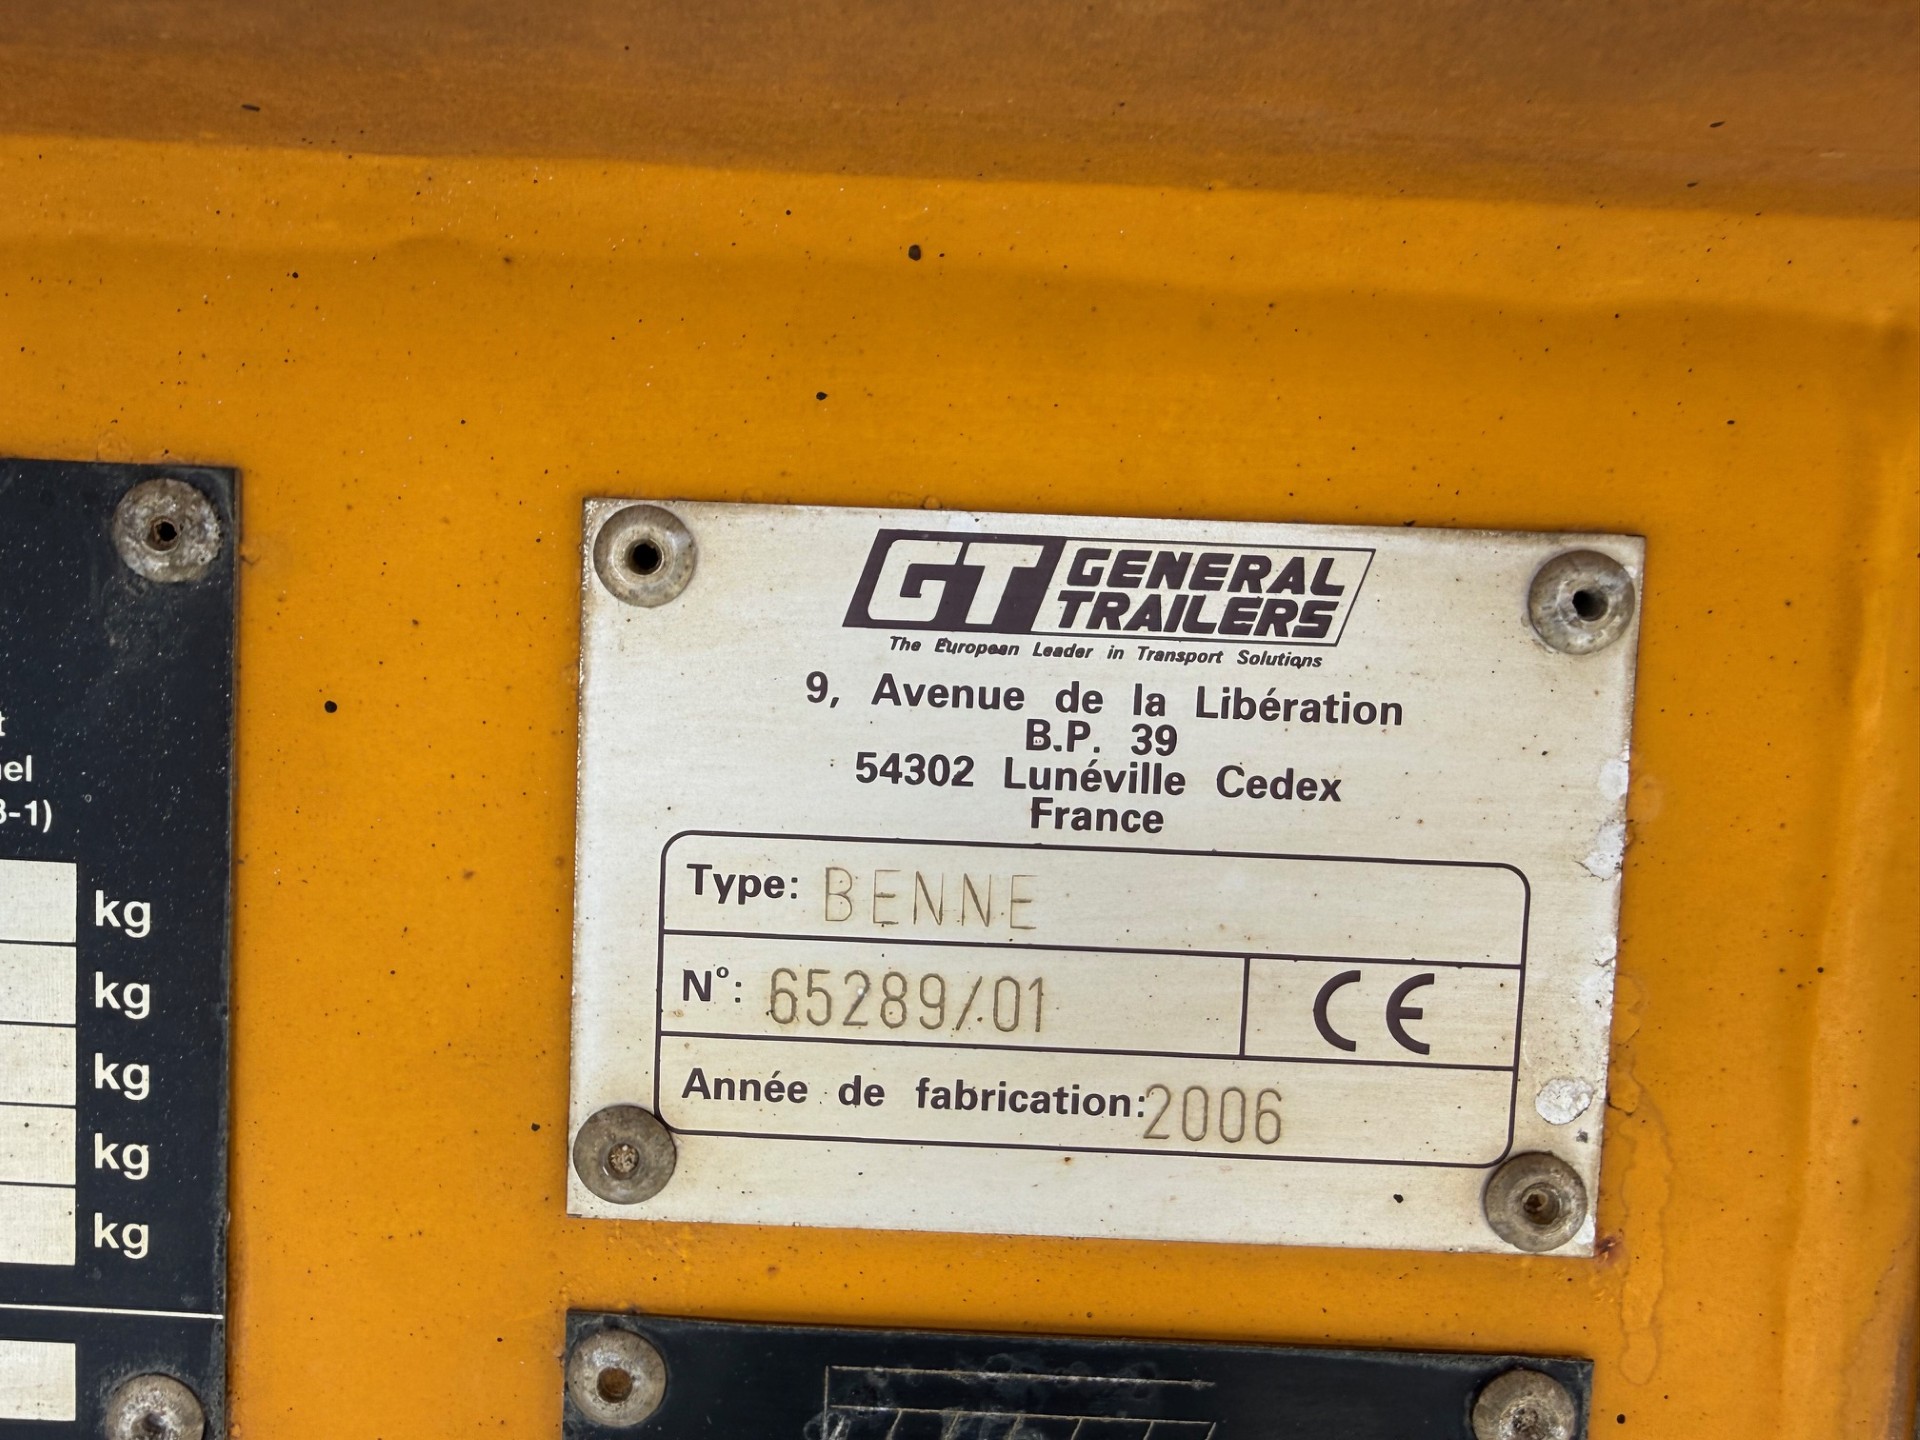 GT GENERAL
TRAILERS
The European Leader in Transport Solutions
9, Avenue de la Libération
B.P. 39
54302 Lunéville Cedex
France
Type: BENNE
N°: 65289/01
CE
Année de fabrication: 2006
kg
kg
kg
kg
kg